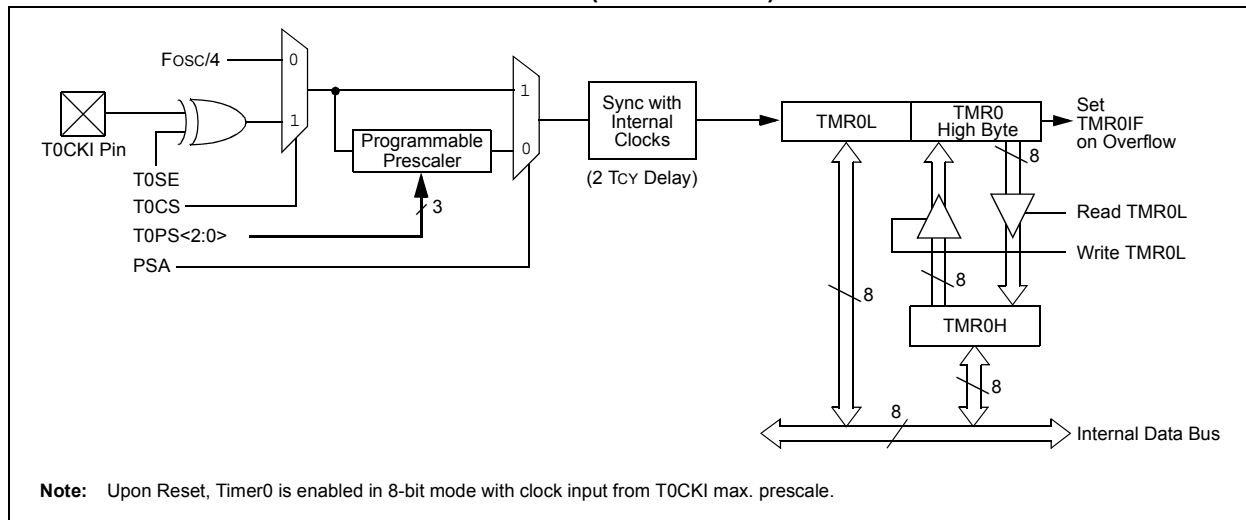 FOSC/4
0
1
T0CKI Pin
T0SE
T0CS
T0PS<2:0>
PSA
Programmable
Prescaler
3
1
0
Sync with
Internal
Clocks
(2 TCY Delay)
TMR0L
TMR0
High Byte
Set
TMR0IF
on Overflow
8
Read TMR0L
Write TMR0L
8
8
TMR0H
8
8
Internal Data Bus
Note: Upon Reset, Timer0 is enabled in 8-bit mode with clock input from T0CKI max. prescale.